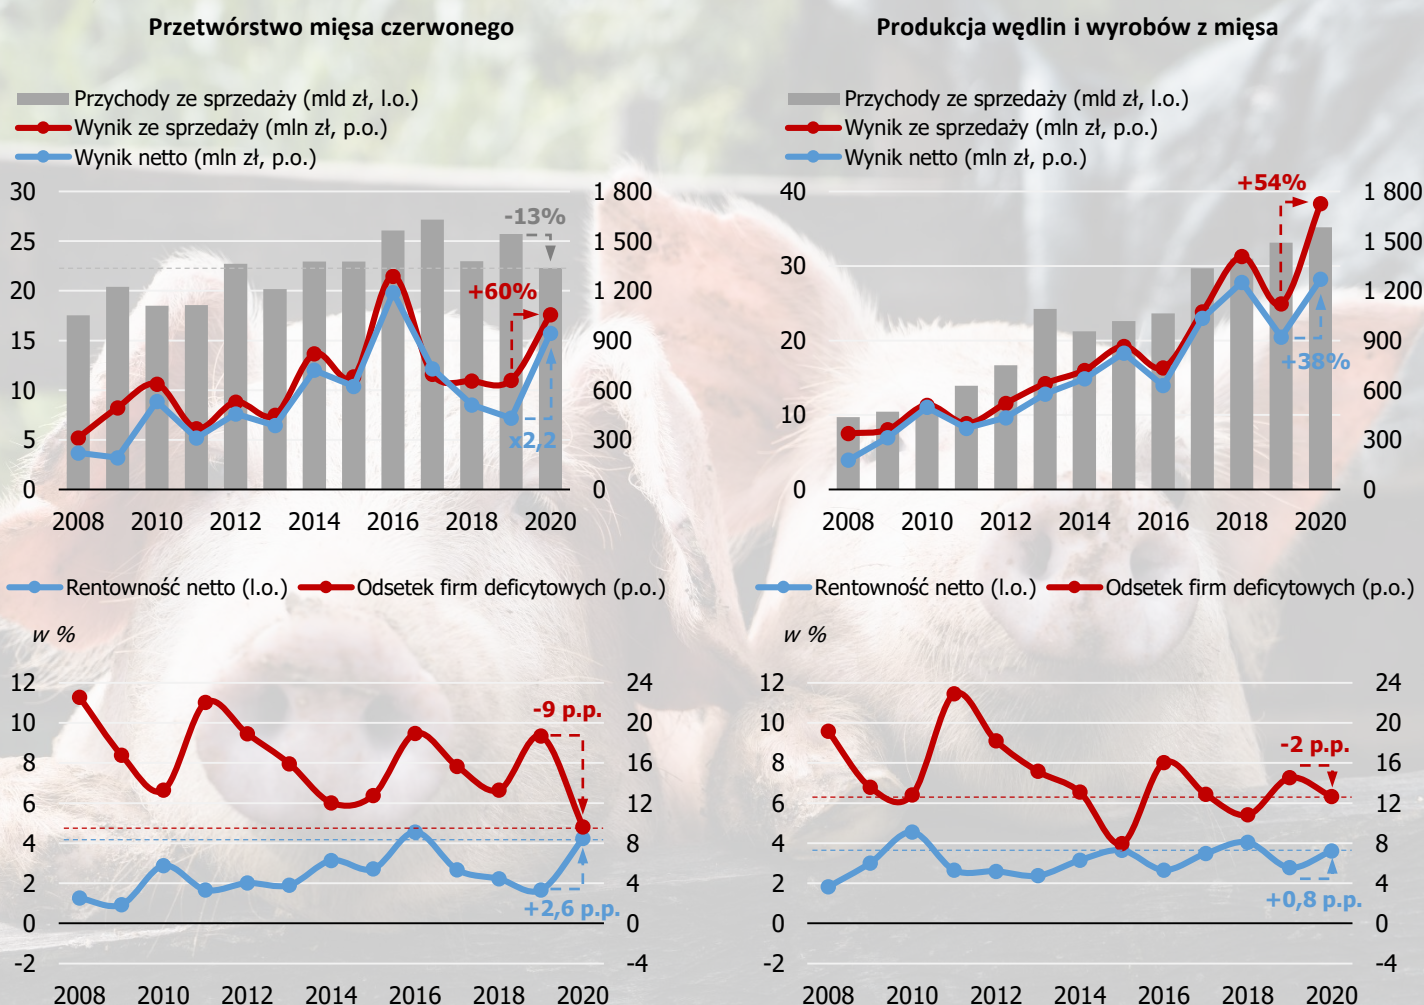 Przetwórstwo mięsa czerwonego
Przychody ze sprzedaży (mld zł, l.o.)
Wynik ze sprzedaży (mln zł, p.o.)
Wynik netto (mln zł, p.o.)
30
25
20
15
10
5
0
1 800
1 500
1 200
900
600
300
0
-13%
+60%
x2,2
2008 2010 2012 2014 2016 2018 2020
Produkcja wędlin i wyrobów z mięsa
Przychody ze sprzedaży (mld zł, l.o.)
Wynik ze sprzedaży (mln zł, p.o.)
Wynik netto (mln zł, p.o.)
40
30
20
10
0
1 800
1 500
1 200
900
600
300
0
+54%
+38%
2008 2010 2012 2014 2016 2018 2020
Rentowność netto (l.o.) Odsetek firm deficytowych (p.o.)
w %
12
10
8
6
4
2
0
-2
24
20
16
12
8
4
0
-4
-9 p.p.
+2,6 p.p.
2008 2010 2012 2014 2016 2018 2020
Rentowność netto (l.o.) Odsetek firm deficytowych (p.o.)
w %
12
10
8
6
4
2
0
-2
24
20
16
12
8
4
0
-4
-2 p.p.
+0,8 p.p.
2008 2010 2012 2014 2016 2018 2020